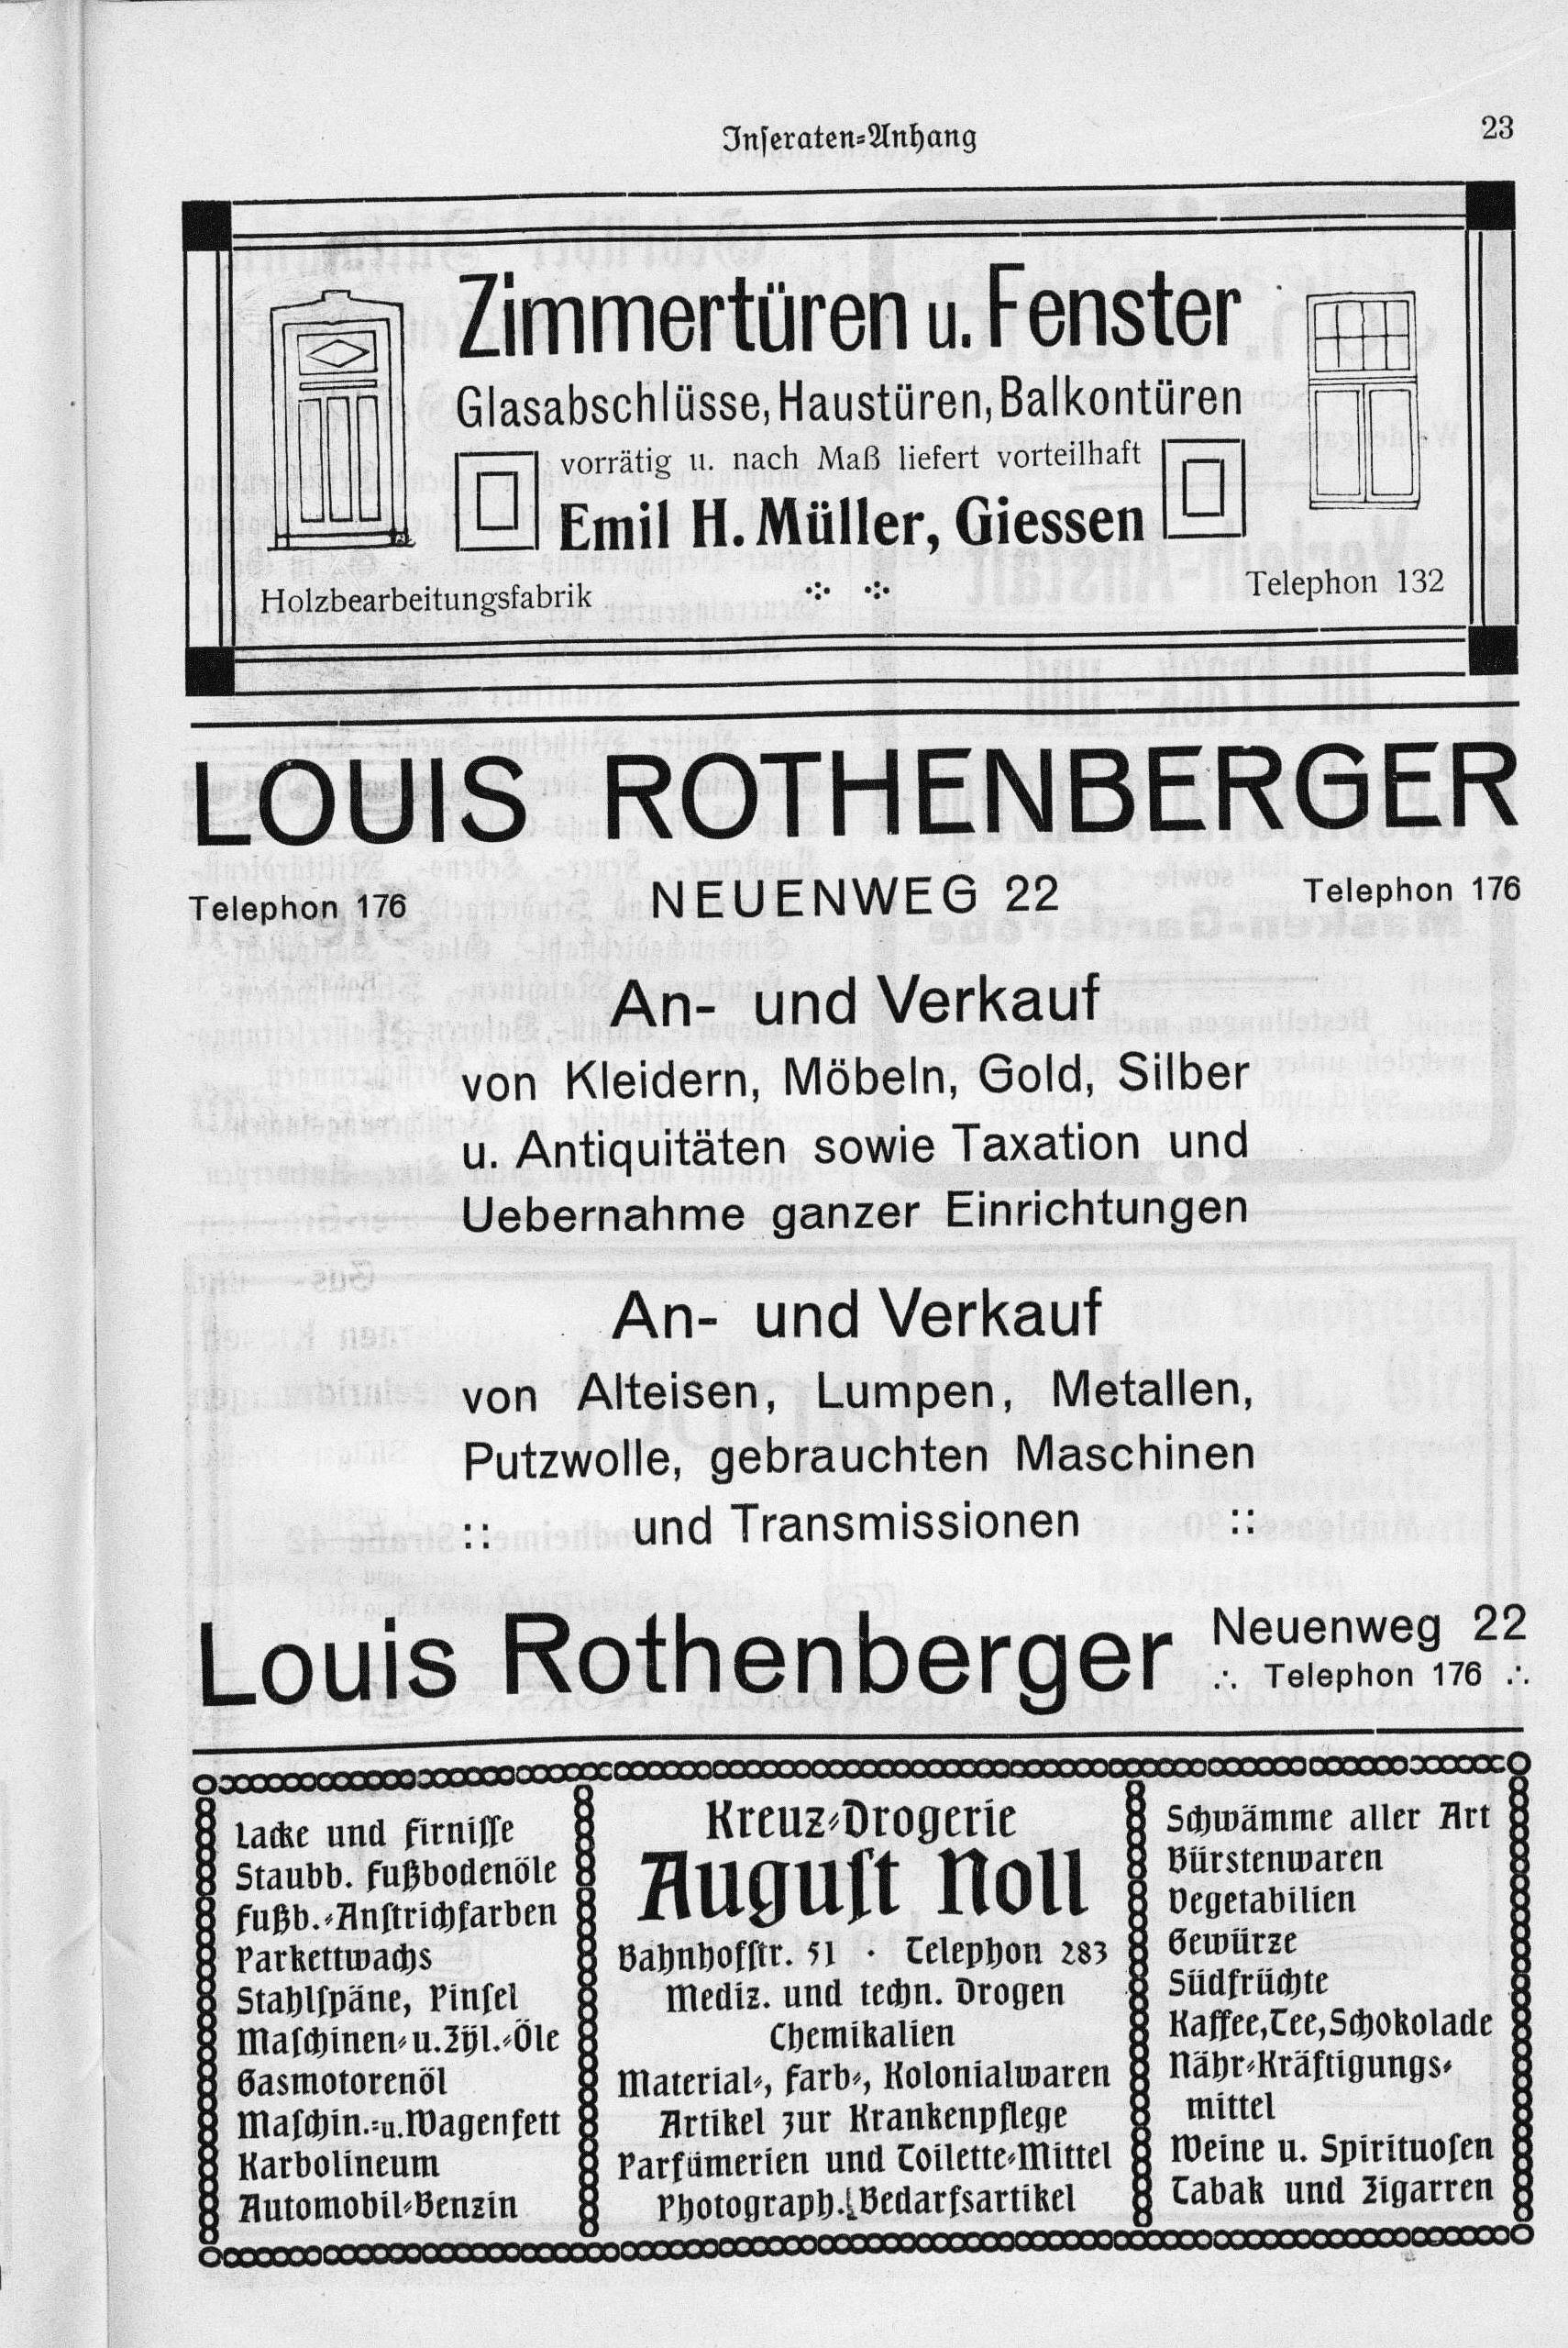 Inseraten-Anhang
23
Zimmertüren u. Fenster
Glasabschlüsse, Haustüren, Balkontüren
vorrätig u. nach Maß liefert vorteilhaft
Emil H. Müller, Giessen
Holzbearbeitungsfabrik
Telephon 132
LOUIS ROTHENBERGER
Telephon 176 NEUENWEG 22 Telephon 176
An- und Verkauf
von Kleidern, Möbeln, Gold, Silber
u. Antiquitäten sowie Taxation und
Uebernahme ganzer Einrichtungen
An- und Verkauf
von Alteisen, Lumpen, Metallen,
Putzwolle, gebrauchten Maschinen
:: und Transmissionen ::
Louis Rothenberger
Neuenweg 22
∴ Telephon 176 ∴
Lacke und Firnisse
Staubb. Fußbodenöle
Fußb.-Anstrichfarben
Parkettwachs
Stahlspäne, Pinsel
Maschinen- u. Zyl.-Öle
Gasmotorenöl
Maschin.- u. Wagenfett
Karbolineum
Automobil-Benzin
Kreuz-Drogerie
August Noll
Bahnhofstr. 51 · Telephon 283
Mediz. und techn. Drogen
Chemikalien
Material-, Farb-, Kolonialwaren
Artikel zur Krankenpflege
Parfümerien und Toilette-Mittel
Photograph. Bedarfsartikel
Schwämme aller Art
Bürstenwaren
Vegetabilien
Gewürze
Südfrüchte
Kaffee, Tee, Schokolade
Nähr-Kräftigungs-
mittel
Weine u. Spirituosen
Tabak und Zigarren